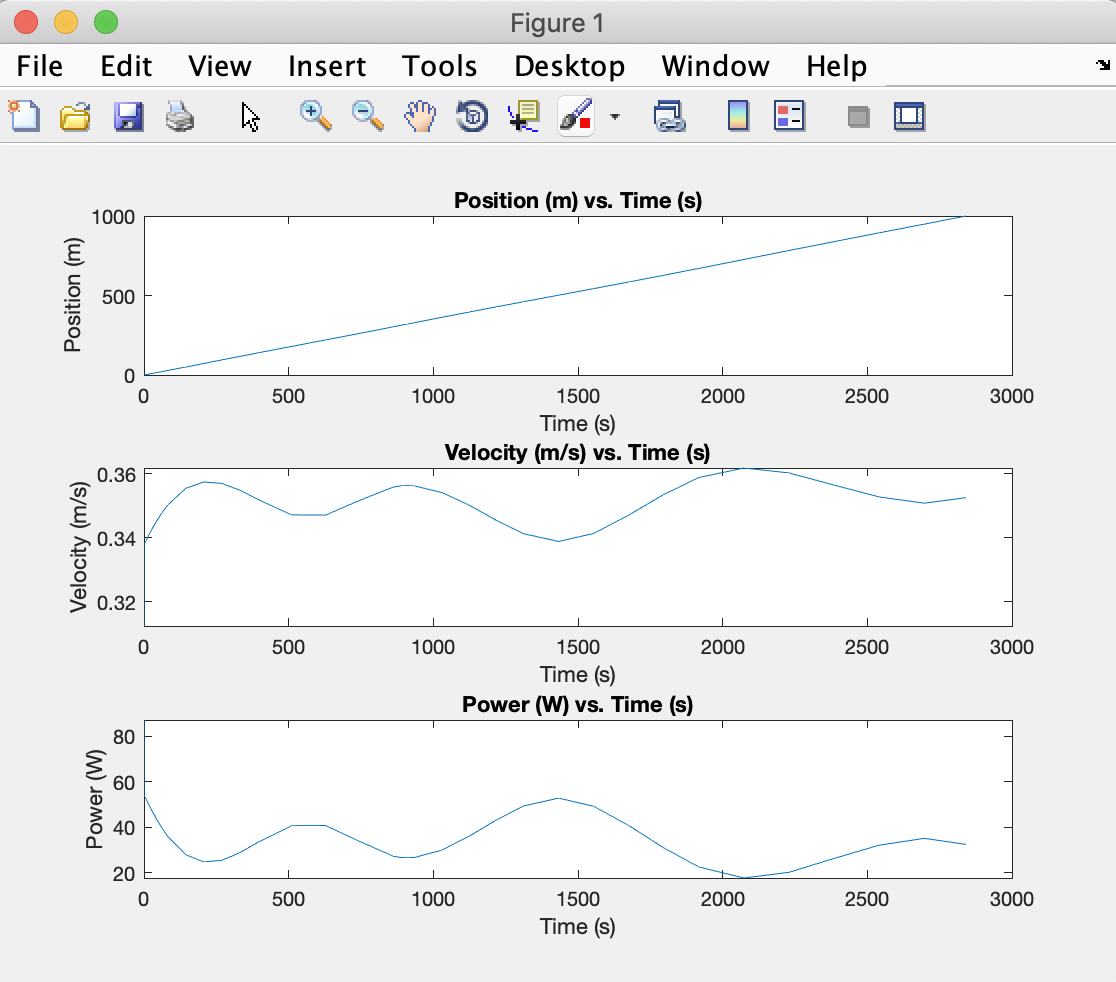 Figure 1
File Edit View Insert Tools Desktop Window Help
Position (m) vs. Time (s)
Position (m)
1000
500
0
0 500 1000 1500 2000 2500 3000
Time (s)
Velocity (m/s) vs. Time (s)
Velocity (m/s)
0.36
0.34
0.32
0 500 1000 1500 2000 2500 3000
Time (s)
Power (W) vs. Time (s)
Power (W)
80
60
40
20
0 500 1000 1500 2000 2500 3000
Time (s)